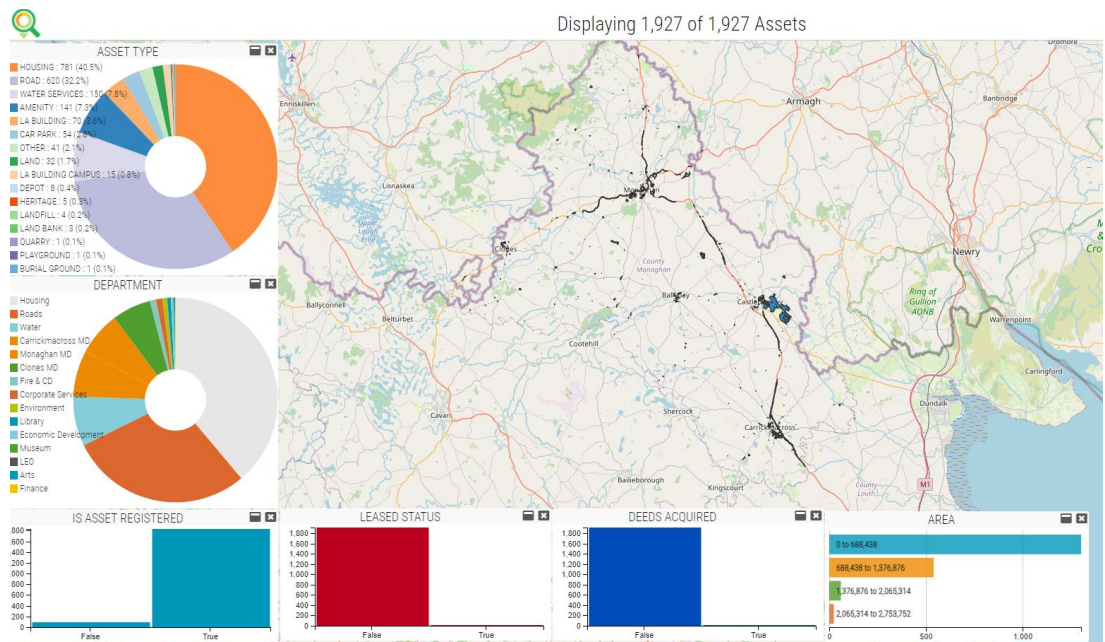 Displaying 1,927 of 1,927 Assets
ASSET TYPE
HOUSING : 781 (40.5%)
ROAD : 620 (32.2%)
WATER SERVICES : 150 (7.8%)
AMENITY : 141 (7.3%)
LA BUILDING : 70 (3.6%)
CAR PARK : 54 (2.8%)
OTHER : 41 (2.1%)
LAND : 32 (1.7%)
LA BUILDING CAMPUS : 15 (0.8%)
DEPOT : 8 (0.4%)
HERITAGE : 5 (0.3%)
LANDFILL : 4 (0.2%)
LAND BANK : 3 (0.2%)
QUARRY : 1 (0.1%)
PLAYGROUND : 1 (0.1%)
BURIAL GROUND : 1 (0.1%)
DEPARTMENT
Housing
Roads
Water
Carrickmacross MD
Monaghan MD
Clones MD
Fire & CD
Corporate Services
Environment
Library
Economic Development
Museum
LEO
Arts
Finance
Dromore
Enniskillen
Armagh
Banbridge
Lisnaskea
Upper
Lough
Erne
Clones
County
Monaghan
Newry
Ring of
Gullion
AONB
Ballyconnell
Belturbet
Cootehill
Warrenpoint
Carlingford
Cavan
Shercock
Dundalk
Carrickmacross
Bailieborough
Kingscourt
County
Louth
M1
IS ASSET REGISTERED
800
800
600
400
200
800
600
400
200
0
False
True
LEASED STATUS
1,800
1,600
1,400
1,200
1,000
800
600
400
200
0
False
True
DEEDS ACQUIRED
1,800
1,600
1,400
1,200
1,000
800
600
400
200
0
False
True
AREA
0 to 688,438
688,438 to 1,376,876
1,376,876 to 2,065,314
2,065,314 to 2,753,752
0
500
1,000